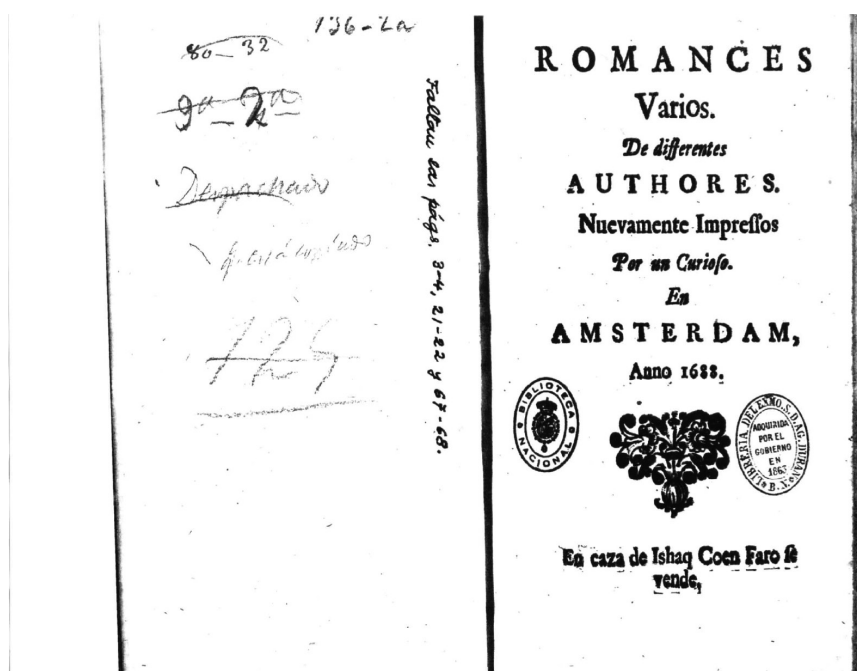 136-2a
80-32
9a-2a
Despachado
Faltan las págs. 3-4, 21-22 y 67-68.
ROMANCES
Varios.
De differentes
AUTHORES.
Nuevamente Impreſſos
Por un Curioſo.
En
AMSTERDAM,
Anno 1688.
BIBLIOTECA NACIONAL
LIBRERIA DEL EXMO. S. D. AG. DURAN. B. N.
ADQUIRIDA
POR EL
GOBIERNO
EN
1863
En caza de Ishaq Coen Faro ſe
vende,